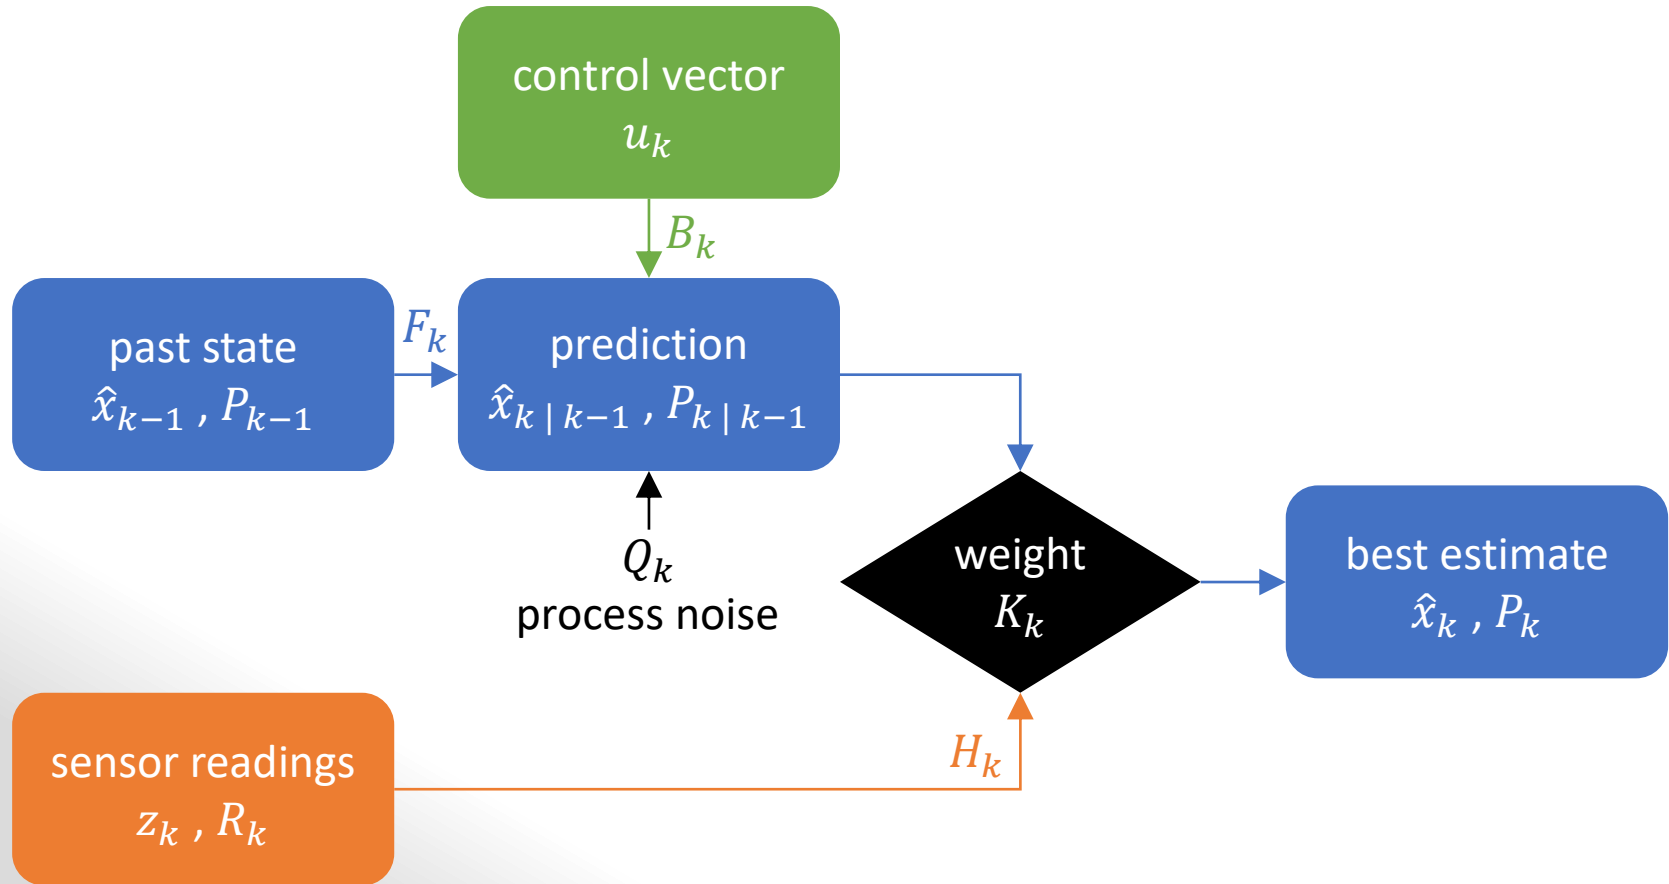 control vector
u_k
B_k
past state
x̂_{k−1} , P_{k−1}
F_k
prediction
x̂_{k | k−1} , P_{k | k−1}
Q_k
process noise
weight
K_k
best estimate
x̂_k , P_k
sensor readings
z_k , R_k
H_k